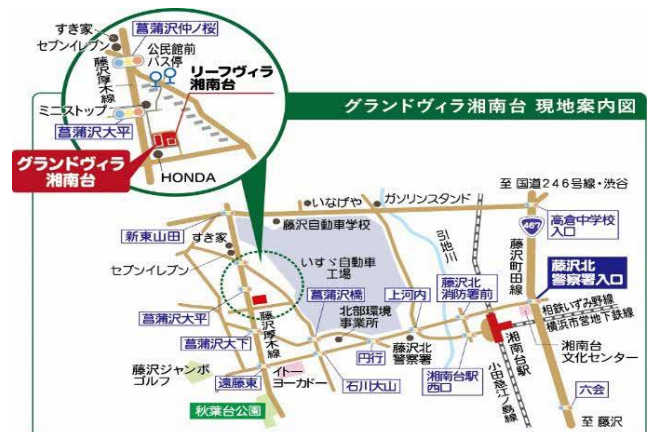 すき家
セブンイレブン
菖蒲沢仲ノ桜
公民館前
バス停
藤沢厚木線
リーフヴィラ
湘南台
ミニストップ
菖蒲沢大平
グランドヴィラ
湘南台
HONDA
グランドヴィラ湘南台 現地案内図
至 国道246号線・渋谷
いなげや
ガソリンスタンド
467
高倉中学校
入口
新東山田
藤沢自動車学校
すき家
セブンイレブン
いすゞ自動車
工場
引地川
藤沢町田線
藤沢北
警察署入口
菖蒲沢橋
上河内
藤沢北
消防署前
相鉄いずみ野線
横浜市営地下鉄線
菖蒲沢大平
藤沢厚木線
北部環境
事業所
菖蒲沢大下
円行
藤沢北
警察署
湘南台駅
湘南台
文化センター
藤沢ジャンボ
ゴルフ
遠藤東
イトー
ヨーカドー
石川大山
湘南台駅
西口
小田急江ノ島線
六会
秋葉台公園
至 藤沢